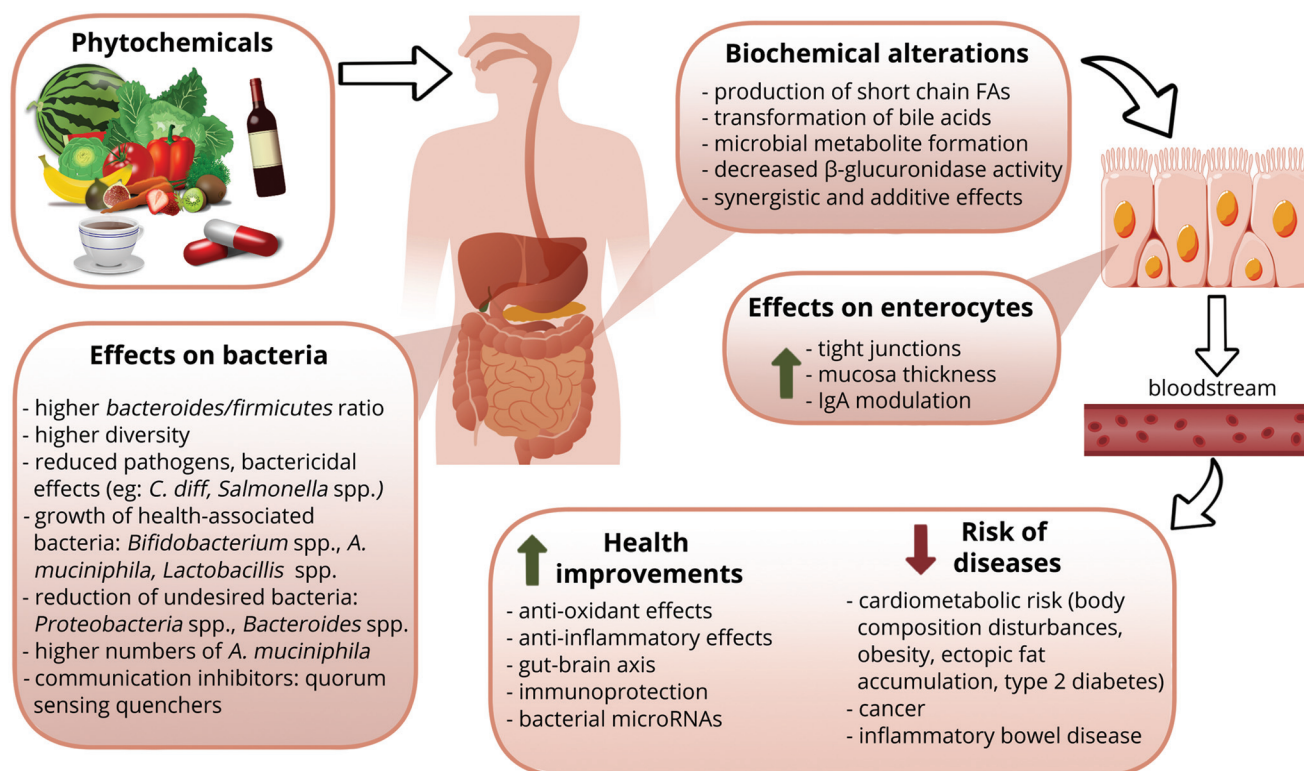 Phytochemicals
Biochemical alterations
- production of short chain FAs
- transformation of bile acids
- microbial metabolite formation
- decreased β-glucuronidase activity
- synergistic and additive effects
Effects on enterocytes
- tight junctions
- mucosa thickness
- IgA modulation
bloodstream
Effects on bacteria
- higher bacteroides/firmicutes ratio
- higher diversity
- reduced pathogens, bactericidal
effects (eg: C. diff, Salmonella spp.)
- growth of health-associated
bacteria: Bifidobacterium spp., A.
muciniphila, Lactobacillis spp.
- reduction of undesired bacteria:
Proteobacteria spp., Bacteroides spp.
- higher numbers of A. muciniphila
- communication inhibitors: quorum
sensing quenchers
Health
improvements
- anti-oxidant effects
- anti-inflammatory effects
- gut-brain axis
- immunoprotection
- bacterial microRNAs
Risk of
diseases
- cardiometabolic risk (body
composition disturbances,
obesity, ectopic fat
accumulation, type 2 diabetes)
- cancer
- inflammatory bowel disease